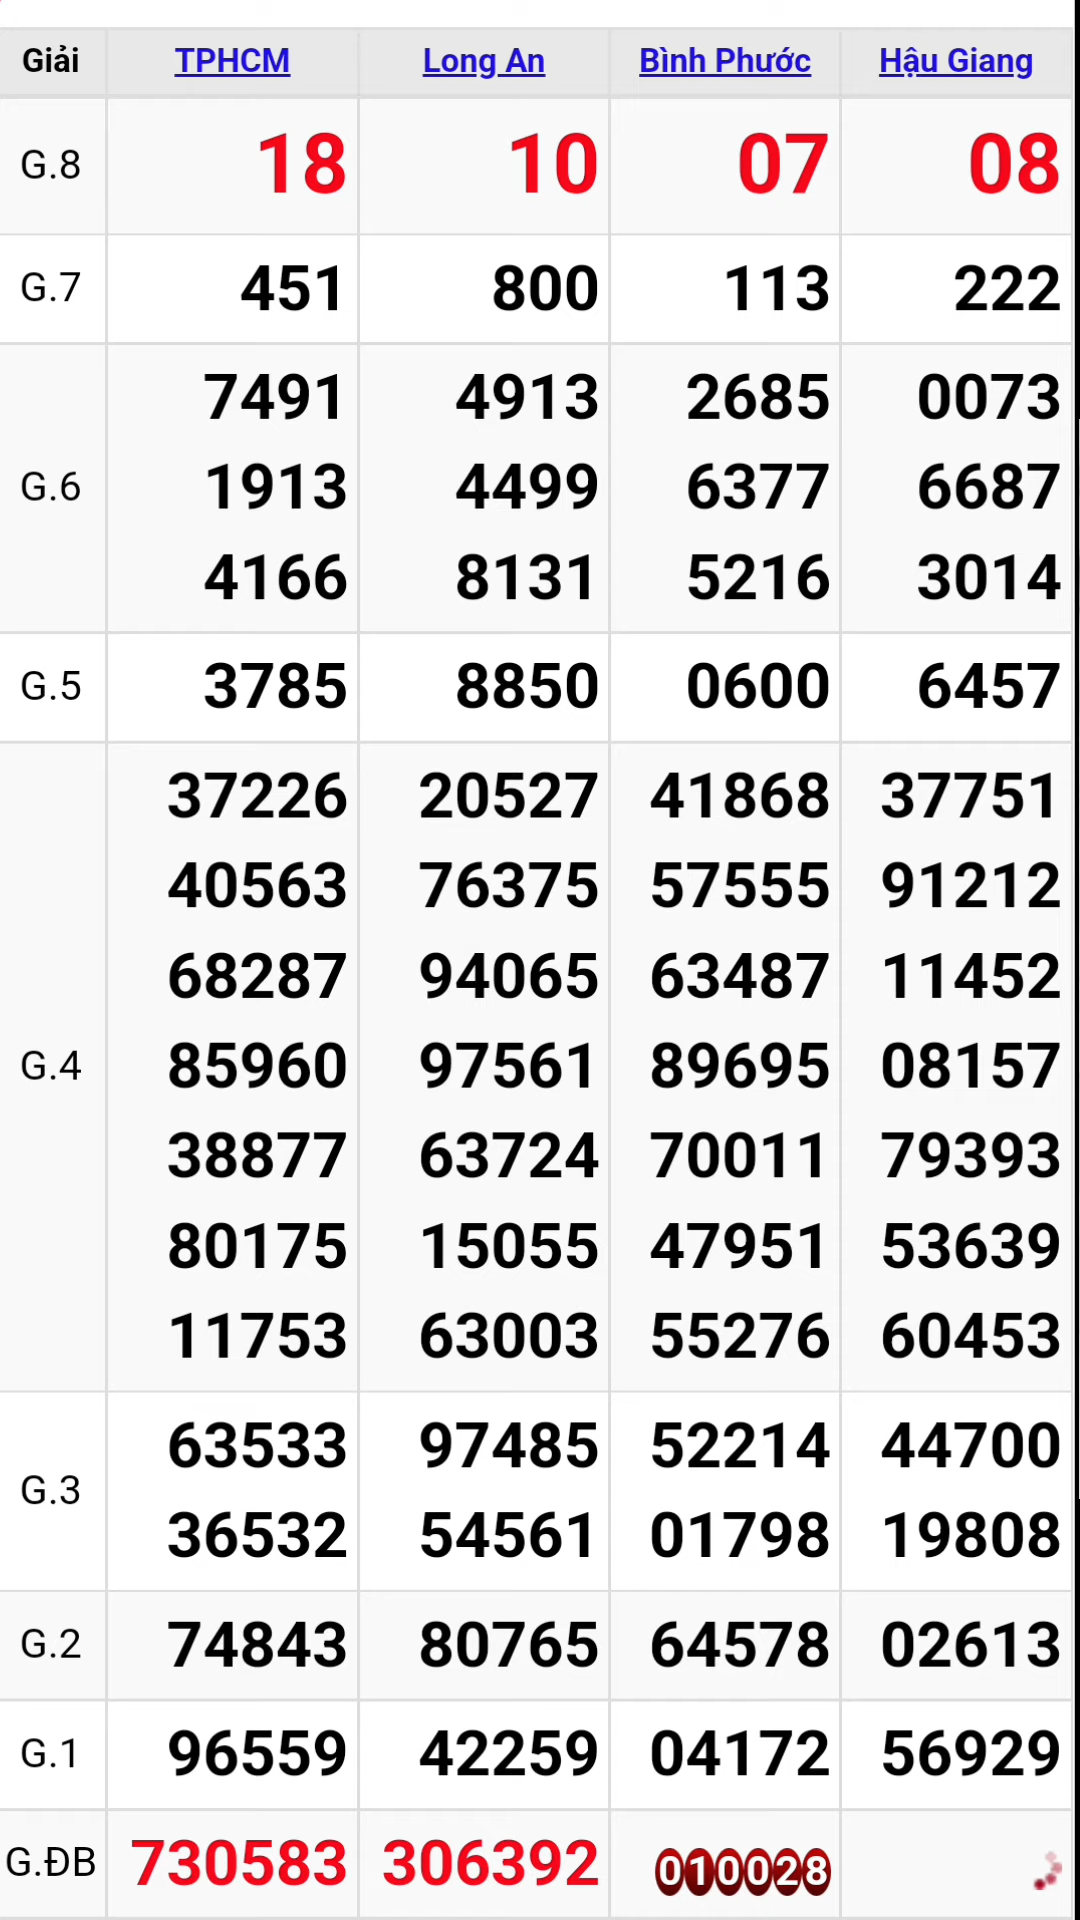 Giải TPHCM Long An Bình Phước Hậu Giang
G.8 18 10 07 08
G.7 451 800 113 222
7491 4913 2685 0073
G.6 1913 4499 6377 6687
4166 8131 5216 3014
G.5 3785 8850 0600 6457
37226 20527 41868 37751
40563 76375 57555 91212
68287 94065 63487 11452
G.4 85960 97561 89695 08157
38877 63724 70011 79393
80175 15055 47951 53639
11753 63003 55276 60453
63533 97485 52214 44700
G.3
36532 54561 01798 19808
G.2 74843 80765 64578 02613
G.1 96559 42259 04172 56929
G.ĐB 730583 306392 010028